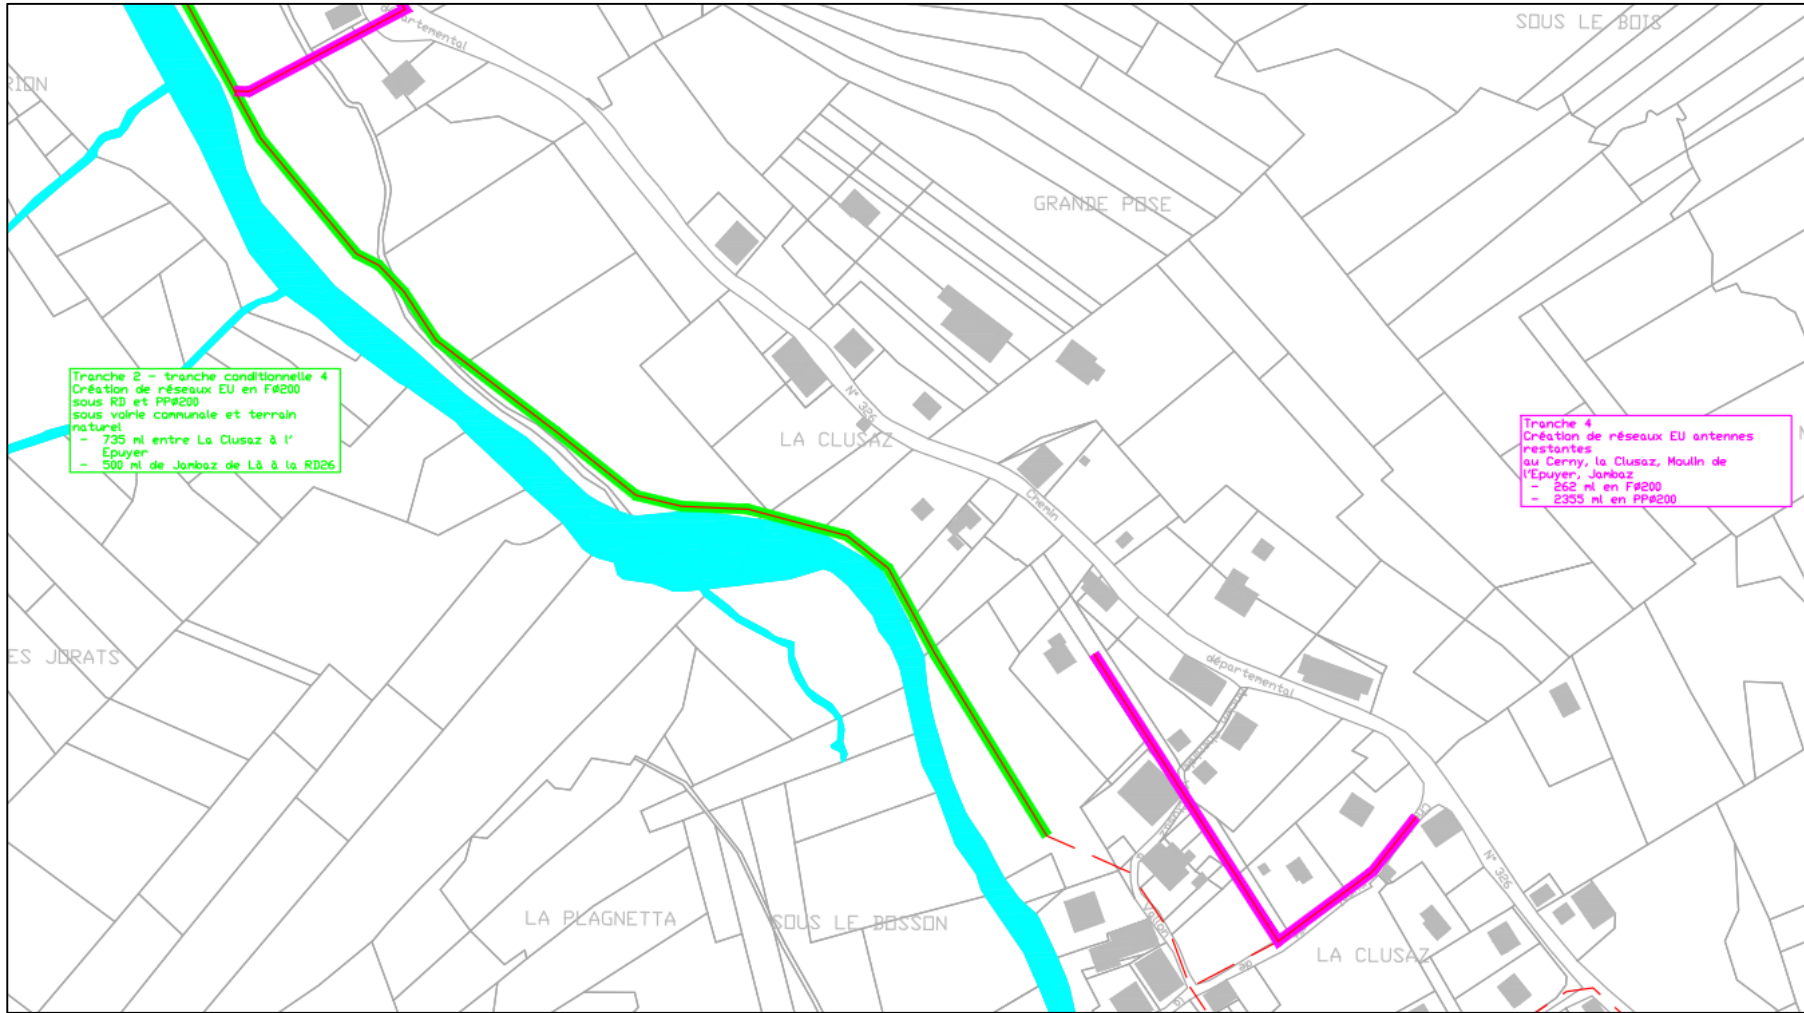 départemental
SOUS LE BOIS
RION
GRANDE POSE
Tranche 2 - tranche conditionnelle 4
Création de réseaux EU en FØ200
sous RD et PPØ200
sous voirie communale et terrain
naturel
- 735 ml entre La Clusaz à l'
Epuyer
- 500 ml de Jambaz de Là à la RD26
N° 326
LA CLUSAZ
Tranche 4
Création de réseaux EU antennes
restantes
au Cerny, la Clusaz, Moulin de
l'Epuyer, Jambaz
- 262 ml en FØ200
- 2355 ml en PPØ200
Chemin
ES JORATS
départemental
N° 326
Vallon
LA PLAGNETTA
SOUS LE BOSSON
LA CLUSAZ
de
la